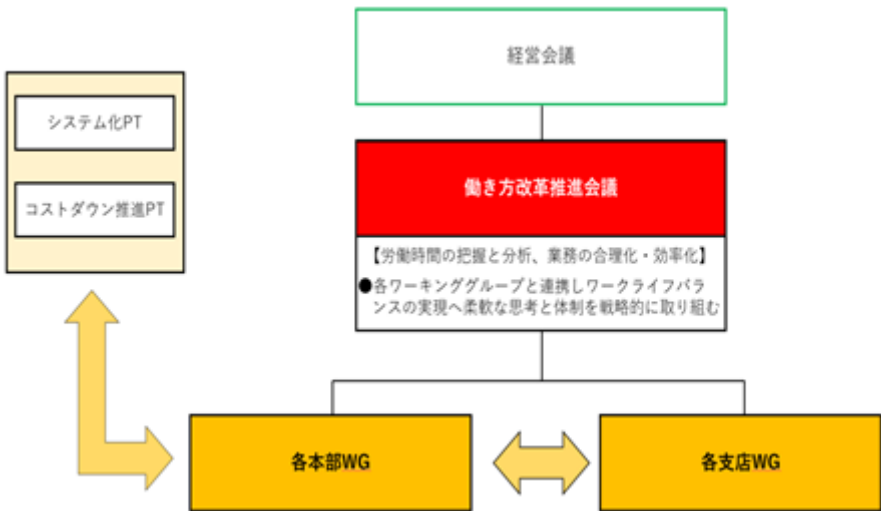 経営会議
システム化PT
コストダウン推進PT
働き方改革推進会議
【労働時間の把握と分析、業務の合理化・効率化】
●各ワーキンググループと連携しワークライフバラ
ンスの実現へ柔軟な思考と体制を戦略的に取り組む
各本部WG
各支店WG